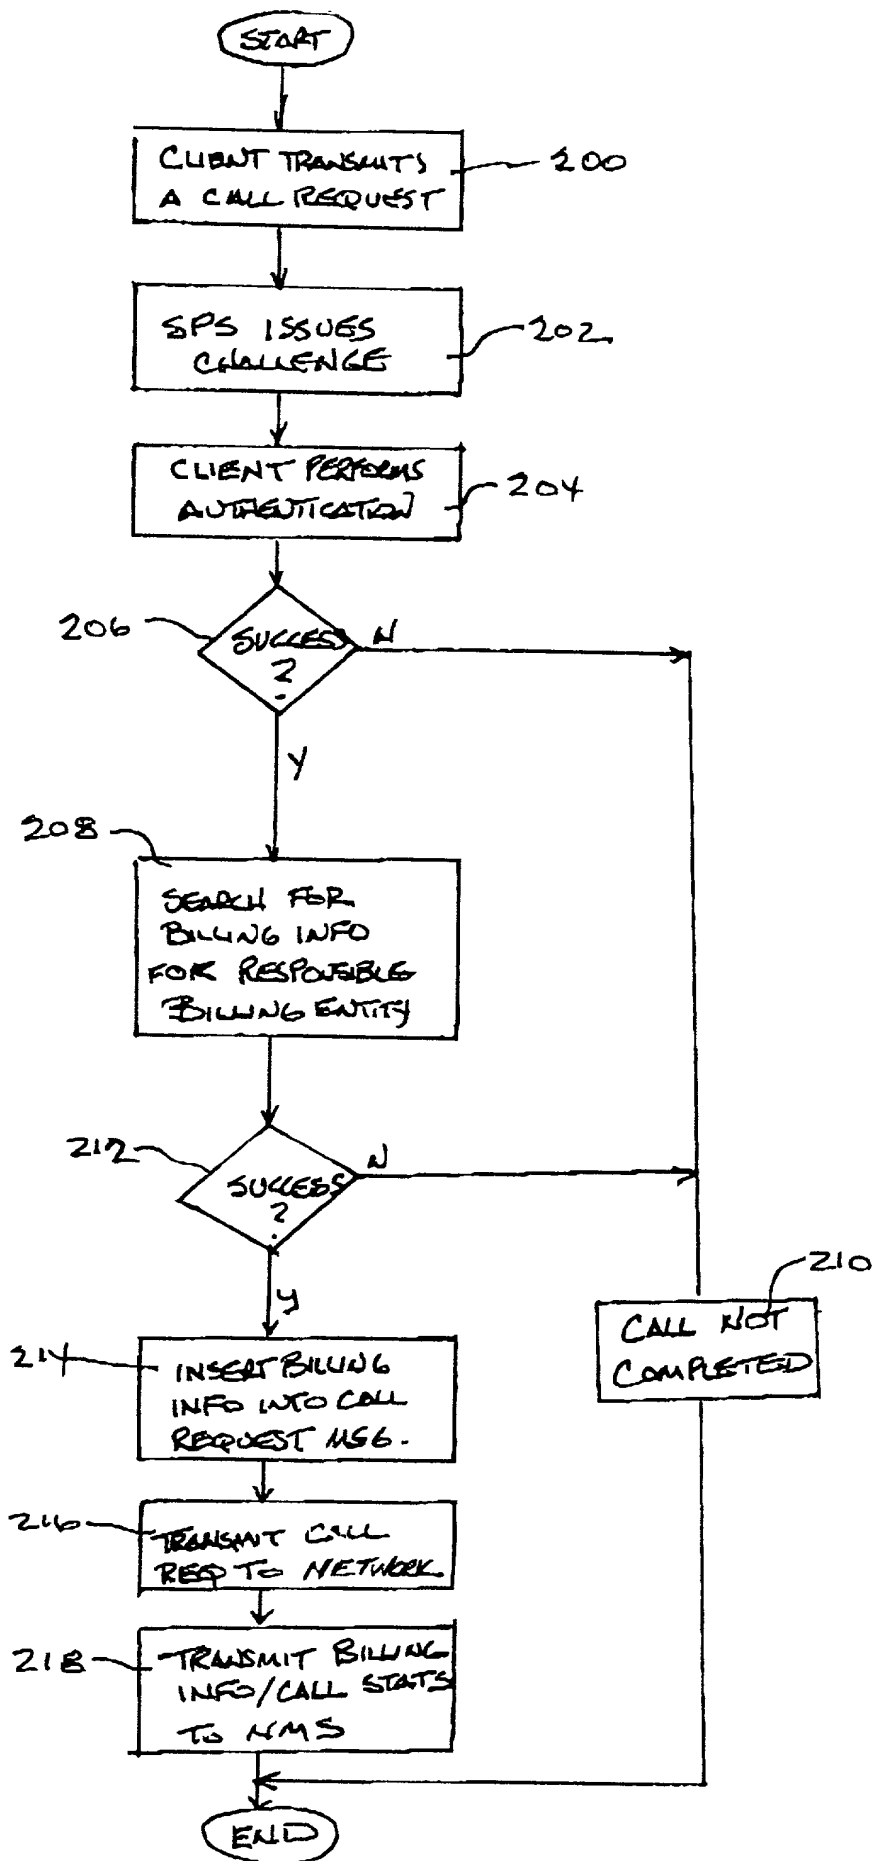 START
CLIENT TRANSMITS
A CALL REQUEST
200
SPS ISSUES
CHALLENGE
202
CLIENT PERFORMS
AUTHENTICATION
204
206
SUCCESS
?
N
Y
208
SEARCH FOR
BILLING INFO
FOR RESPONSIBLE
BILLING ENTITY
212
SUCCESS
?
N
Y
210
CALL NOT
COMPLETED
214
INSERT BILLING
INFO INTO CALL
REQUEST MSG.
216
TRANSMIT CALL
REQ TO NETWORK
218
TRANSMIT BILLING
INFO/CALL STATS
TO NMS
END